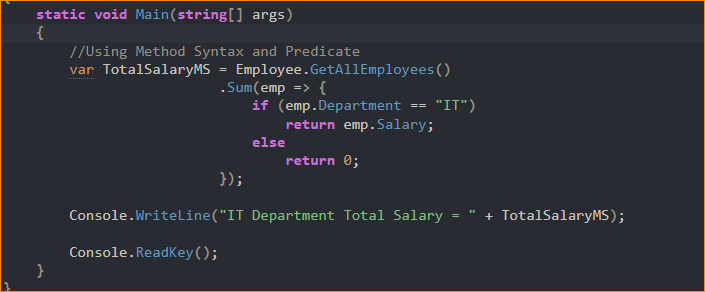 {
static void Main(string[] args)
{
//Using Method Syntax and Predicate
var TotalSalaryMS = Employee.GetAllEmployees()
.Sum(emp => {
if (emp.Department == "IT")
return emp.Salary;
else
return 0;
});
Console.WriteLine("IT Department Total Salary = " + TotalSalaryMS);
Console.ReadKey();
}
}